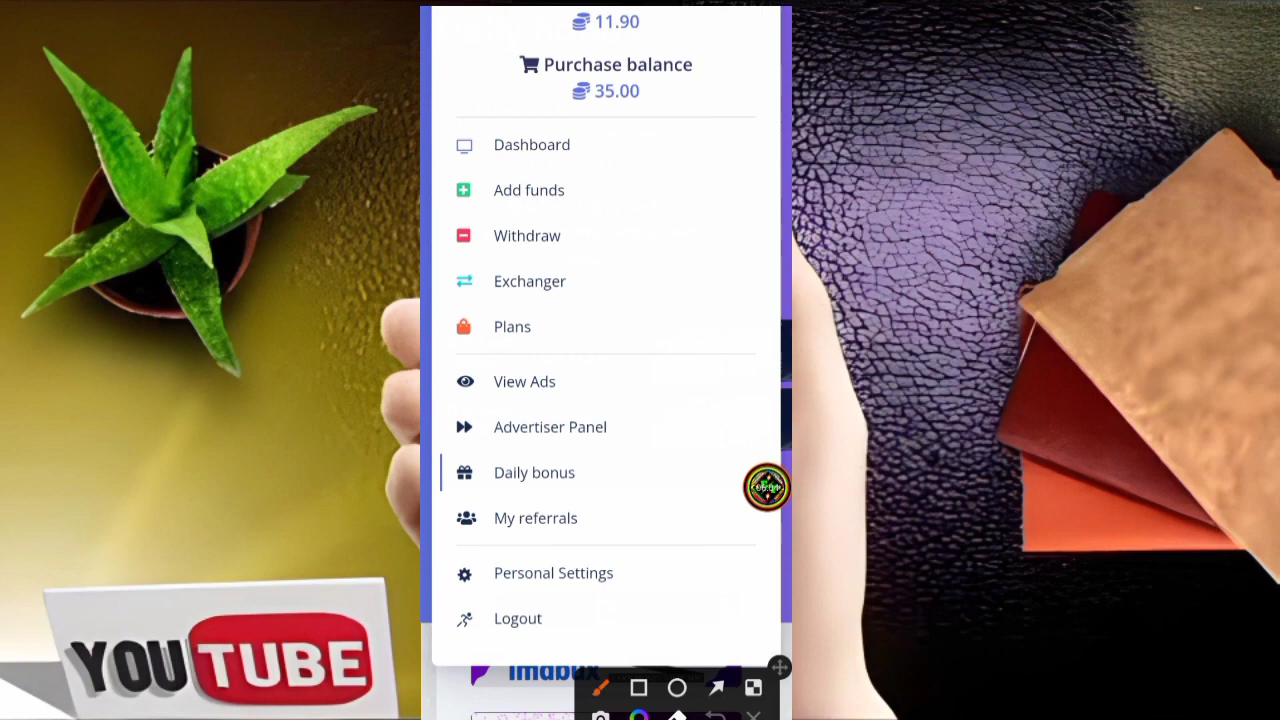 11.90
Purchase balance
35.00
Dashboard
Add funds
Withdraw
Exchanger
Plans
View Ads
Advertiser Panel
Daily bonus
My referrals
Personal Settings
Logout
YOUTUBE